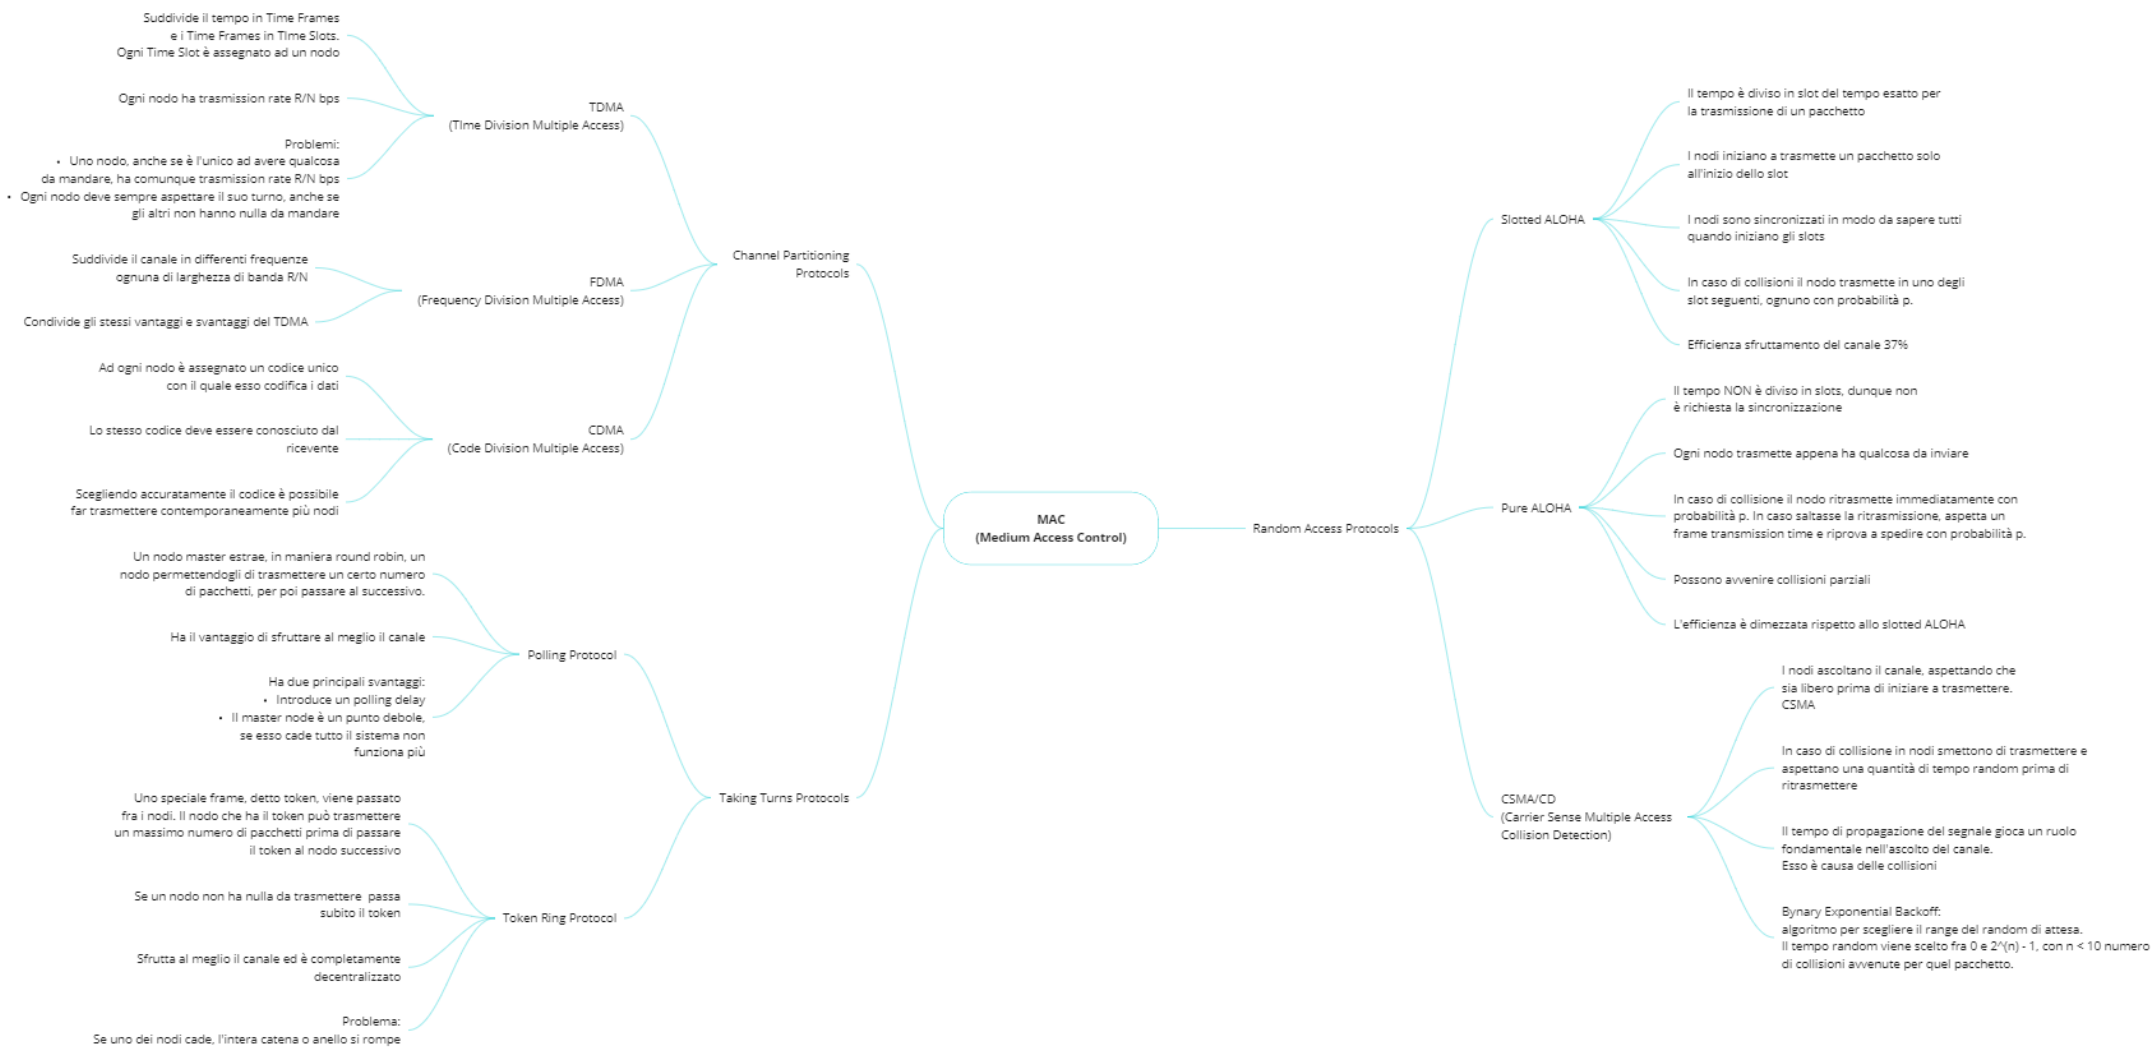 MAC
(Medium Access Control)
Channel Partitioning
Protocols
TDMA
(TIme Division Multiple Access)
Suddivide il tempo in Time Frames
e i Time Frames in TIme Slots.
Ogni Time Slot è assegnato ad un nodo
Ogni nodo ha trasmission rate R/N bps
Problemi:
• Uno nodo, anche se è l'unico ad avere qualcosa
da mandare, ha comunque trasmission rate R/N bps
• Ogni nodo deve sempre aspettare il suo turno, anche se
gli altri non hanno nulla da mandare
FDMA
(Frequency Division Multiple Access)
Suddivide il canale in differenti frequenze
ognuna di larghezza di banda R/N
Condivide gli stessi vantaggi e svantaggi del TDMA
CDMA
(Code Division Multiple Access)
Ad ogni nodo è assegnato un codice unico
con il quale esso codifica i dati
Lo stesso codice deve essere conosciuto dal
ricevente
Scegliendo accuratamente il codice è possibile
far trasmettere contemporaneamente più nodi
Taking Turns Protocols
Polling Protocol
Un nodo master estrae, in maniera round robin, un
nodo permettendogli di trasmettere un certo numero
di pacchetti, per poi passare al successivo.
Ha il vantaggio di sfruttare al meglio il canale
Ha due principali svantaggi:
• Introduce un polling delay
• Il master node è un punto debole,
se esso cade tutto il sistema non
funziona più
Token Ring Protocol
Uno speciale frame, detto token, viene passato
fra i nodi. Il nodo che ha il token può trasmettere
un massimo numero di pacchetti prima di passare
il token al nodo successivo
Se un nodo non ha nulla da trasmettere passa
subito il token
Sfrutta al meglio il canale ed è completamente
decentralizzato
Problema:
Se uno dei nodi cade, l'intera catena o anello si rompe
Random Access Protocols
Slotted ALOHA
Il tempo è diviso in slot del tempo esatto per
la trasmissione di un pacchetto
I nodi iniziano a trasmette un pacchetto solo
all'inizio dello slot
I nodi sono sincronizzati in modo da sapere tutti
quando iniziano gli slots
In caso di collisioni il nodo trasmette in uno degli
slot seguenti, ognuno con probabilità p.
Efficienza sfruttamento del canale 37%
Pure ALOHA
Il tempo NON è diviso in slots, dunque non
è richiesta la sincronizzazione
Ogni nodo trasmette appena ha qualcosa da inviare
In caso di collisione il nodo ritrasmette immediatamente con
probabilità p. In caso saltasse la ritrasmissione, aspetta un
frame transmission time e riprova a spedire con probabilità p.
Possono avvenire collisioni parziali
L'efficienza è dimezzata rispetto allo slotted ALOHA
CSMA/CD
(Carrier Sense Multiple Access
Collision Detection)
I nodi ascoltano il canale, aspettando che
sia libero prima di iniziare a trasmettere.
CSMA
In caso di collisione in nodi smettono di trasmettere e
aspettano una quantità di tempo random prima di
ritrasmettere
Il tempo di propagazione del segnale gioca un ruolo
fondamentale nell'ascolto del canale.
Esso è causa delle collisioni
Bynary Exponential Backoff:
algoritmo per scegliere il range del random di attesa.
Il tempo random viene scelto fra 0 e 2^(n) - 1, con n < 10 numero
di collisioni avvenute per quel pacchetto.